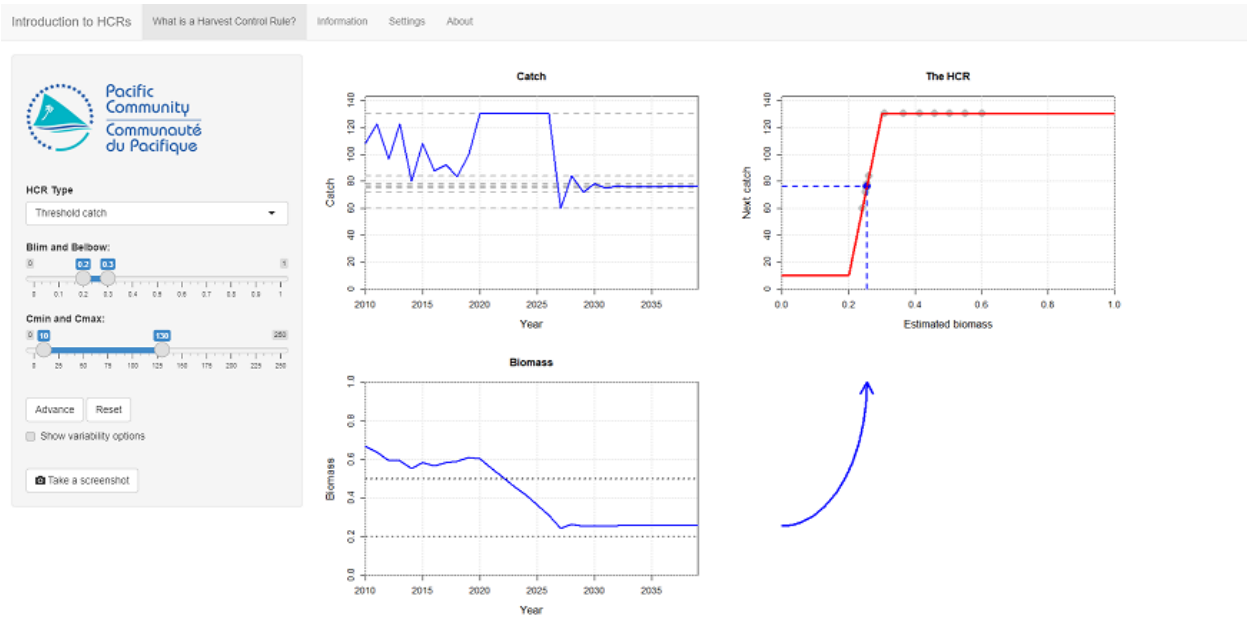 Introduction to HCRs What is a Harvest Control Rule? Information Settings About
Pacific
Community
Communauté
du Pacifique
HCR Type
Threshold catch
Blim and Belbow:
0 0.2 0.3 1
0 0.1 0.2 0.3 0.4 0.5 0.6 0.7 0.8 0.9 1
Cmin and Cmax:
0 10 130 250
0 25 50 75 100 125 150 175 200 225 250
Advance Reset
Show variability options
Take a screenshot
Catch
Catch
0 20 40 60 80 100 120 140
2010 2015 2020 2025 2030 2035
Year
The HCR
Next catch
0 20 40 60 80 100 120 140
0.0 0.2 0.4 0.6 0.8 1.0
Estimated biomass
Biomass
Biomass
0.0 0.2 0.4 0.6 0.8 1.0
2010 2015 2020 2025 2030 2035
Year